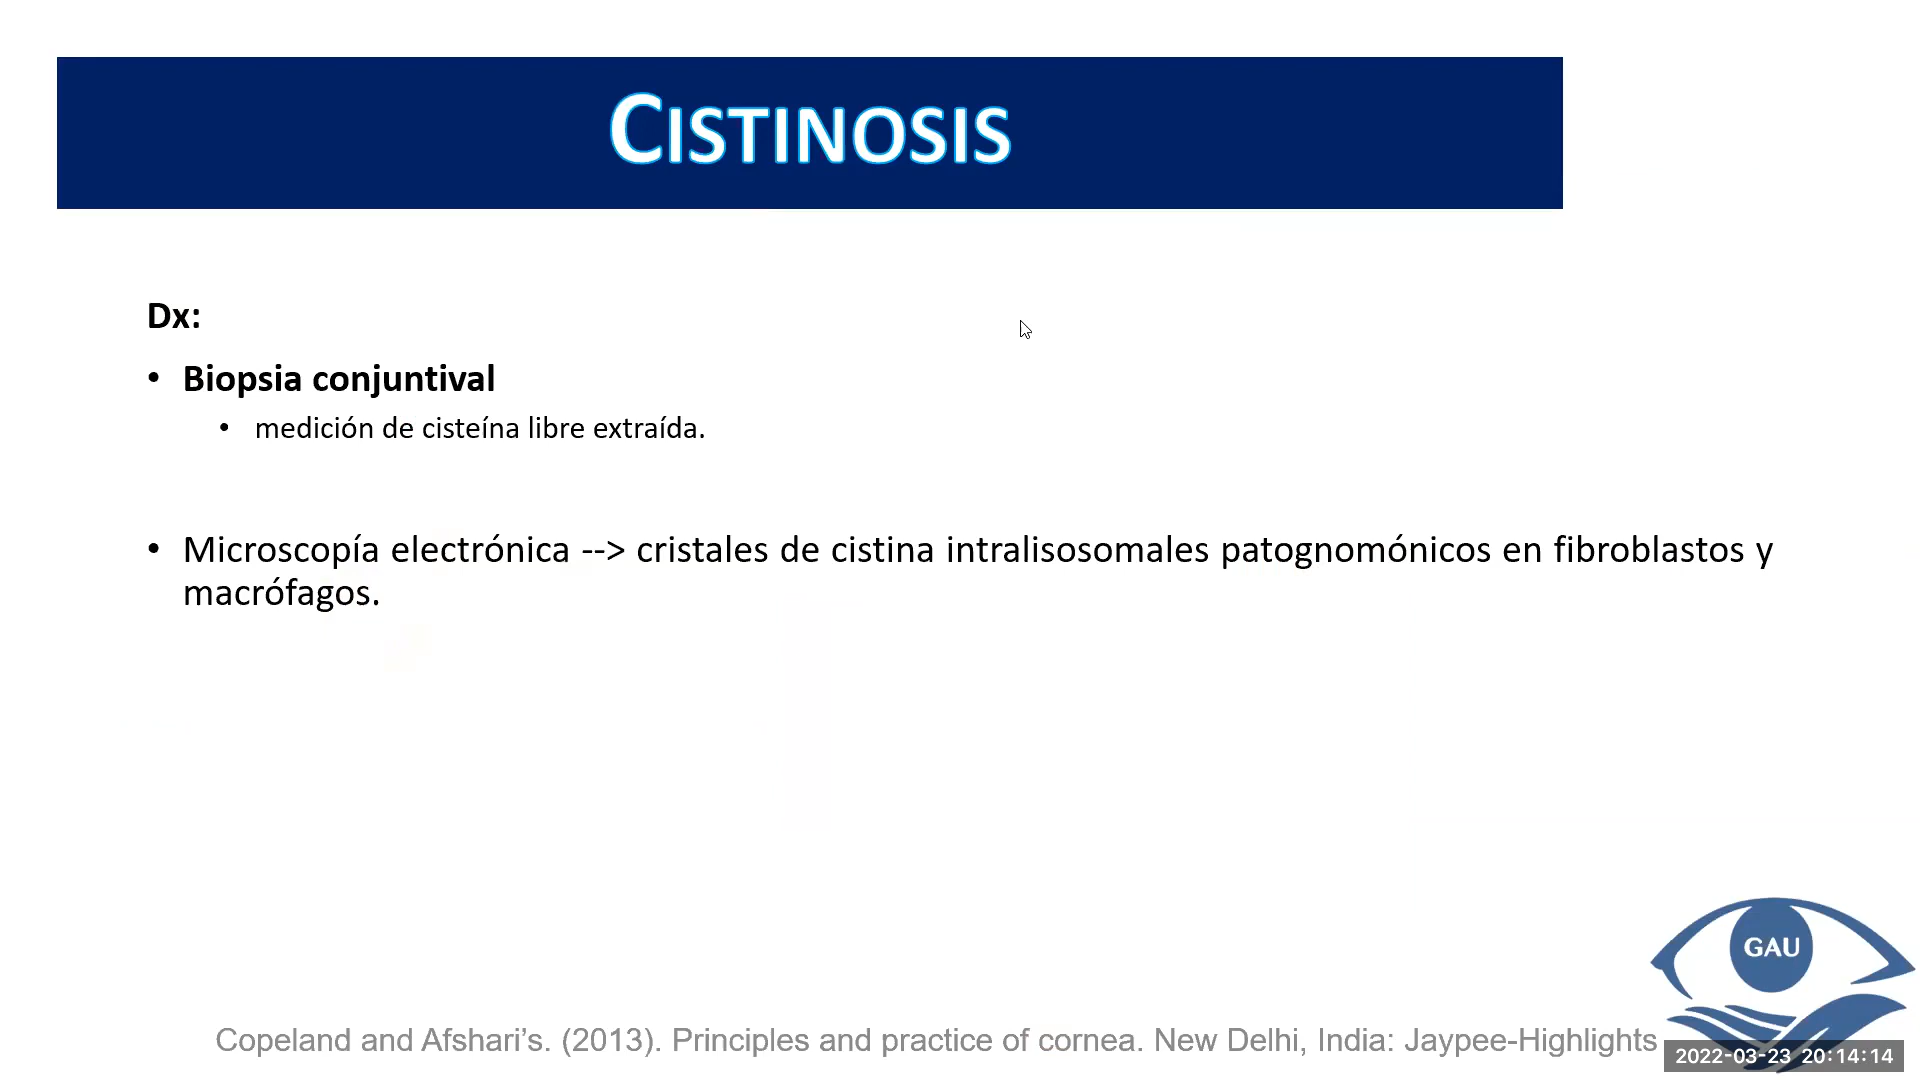 CISTINOSIS
Dx:
• Biopsia conjuntival
• medición de cisteína libre extraída.
• Microscopía electrónica --> cristales de cistina intralisosomales patognomónicos en fibroblastos y
macrófagos.
GAU
Copeland and Afshari’s. (2013). Principles and practice of cornea. New Delhi, India: Jaypee-Highlights
2022-03-23 20:14:14